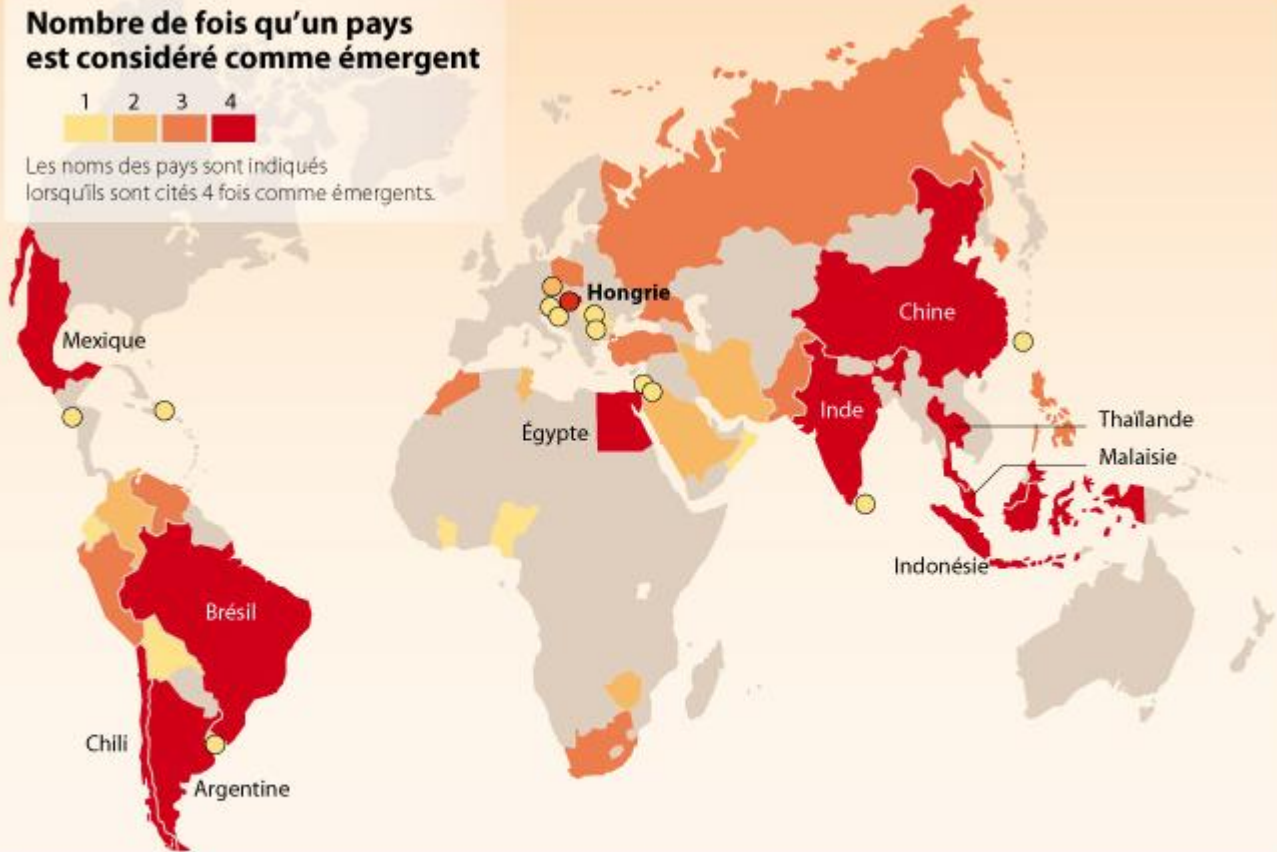 Nombre de fois qu'un pays
est considéré comme émergent
1 2 3 4
Les noms des pays sont indiqués
lorsqu'ils sont cités 4 fois comme émergents.
Hongrie
Chine
Mexique
Inde
Thaïlande
Égypte
Malaisie
Indonésie
Brésil
Chili
Argentine